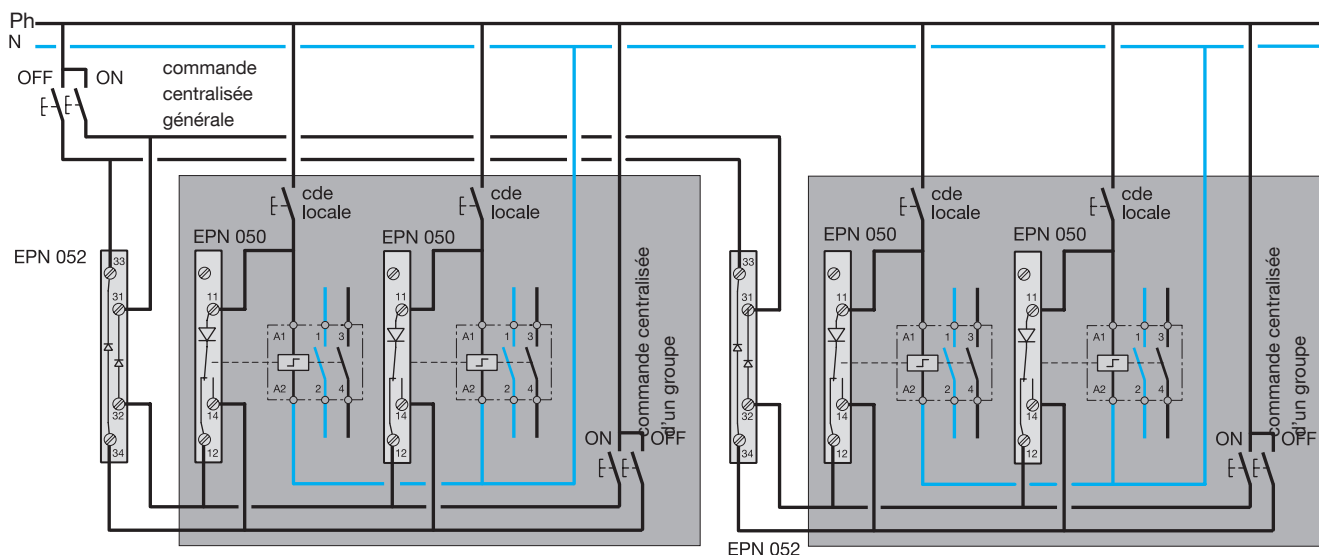 Ph
N
OFF
ON
commande
centralisée
générale
EPN 052
33
31
32
34
EPN 050
11
14
12
cde
locale
A1
1
3
A2
2
4
EPN 050
11
14
12
cde
locale
A1
1
3
A2
2
4
commande centralisée
d'un groupe
ON
OFF
33
31
32
34
EPN 052
EPN 050
11
14
12
cde
locale
A1
1
3
A2
2
4
EPN 050
11
14
12
cde
locale
A1
1
3
A2
2
4
commande centralisée
d'un groupe
ON
OFF